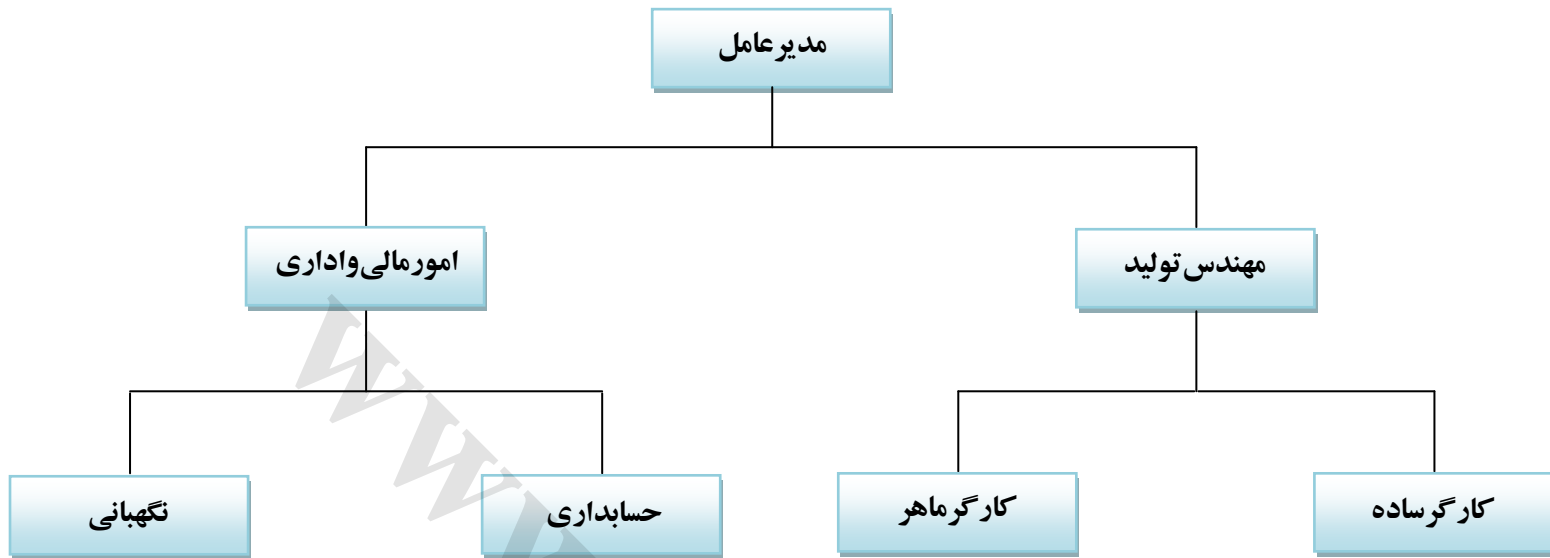 مدیرعامل
مهندس تولید
امورمالی واداری
کارگرساده
کارگرماهر
حسابداری
نگهبانی